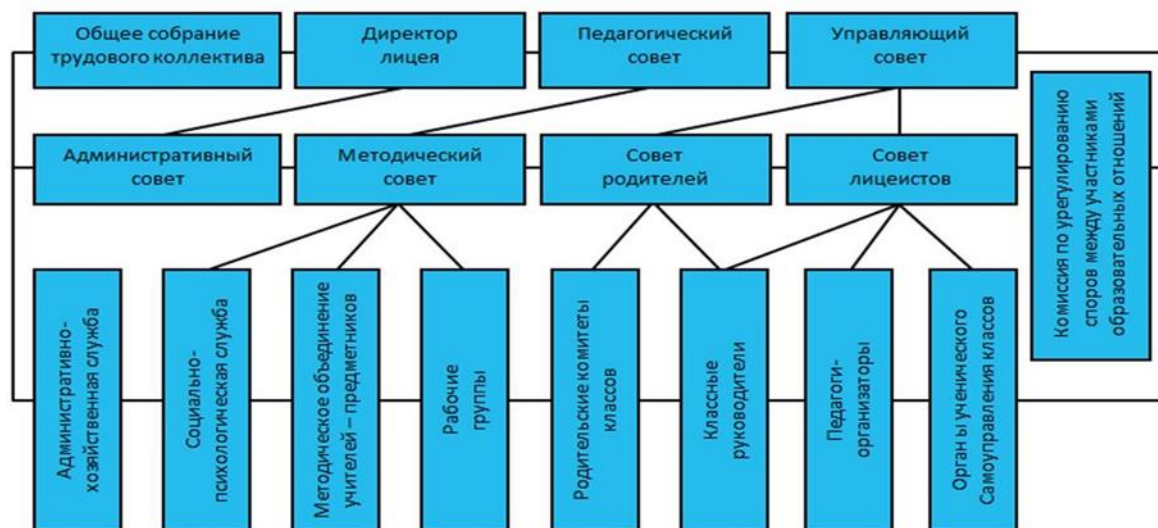 Общее собрание
трудового коллектива
Директор
лицея
Педагогический
совет
Управляющий
совет
Комиссия по урегулированию
споров между участниками
образовательных отношений
Административный
совет
Методический
совет
Совет
родителей
Совет
лицеистов
Административно-
хозяйственная служба
Социально-
психологическая служба
Методическое объединение
учителей – предметников
Рабочие
группы
Родительские комитеты
классов
Классные
руководители
Педагоги-
организаторы
Орган ы ученического
Самоуправления классов